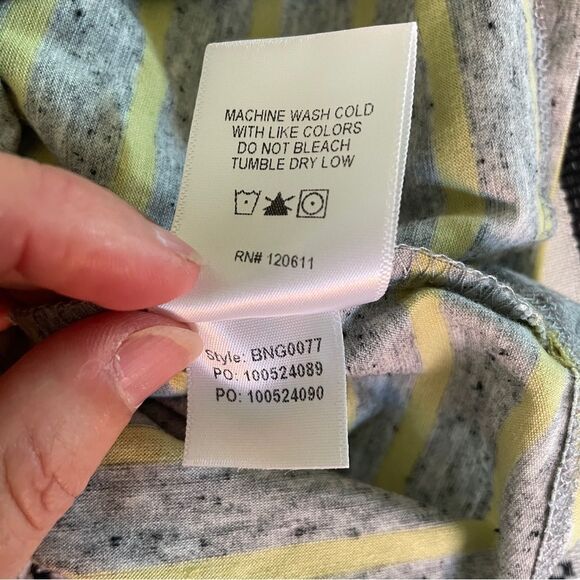 MACHINE WASH COLD
WITH LIKE COLORS
DO NOT BLEACH
TUMBLE DRY LOW
RN# 120611
Style: BNG0077
PO: 100524089
PO: 100524090